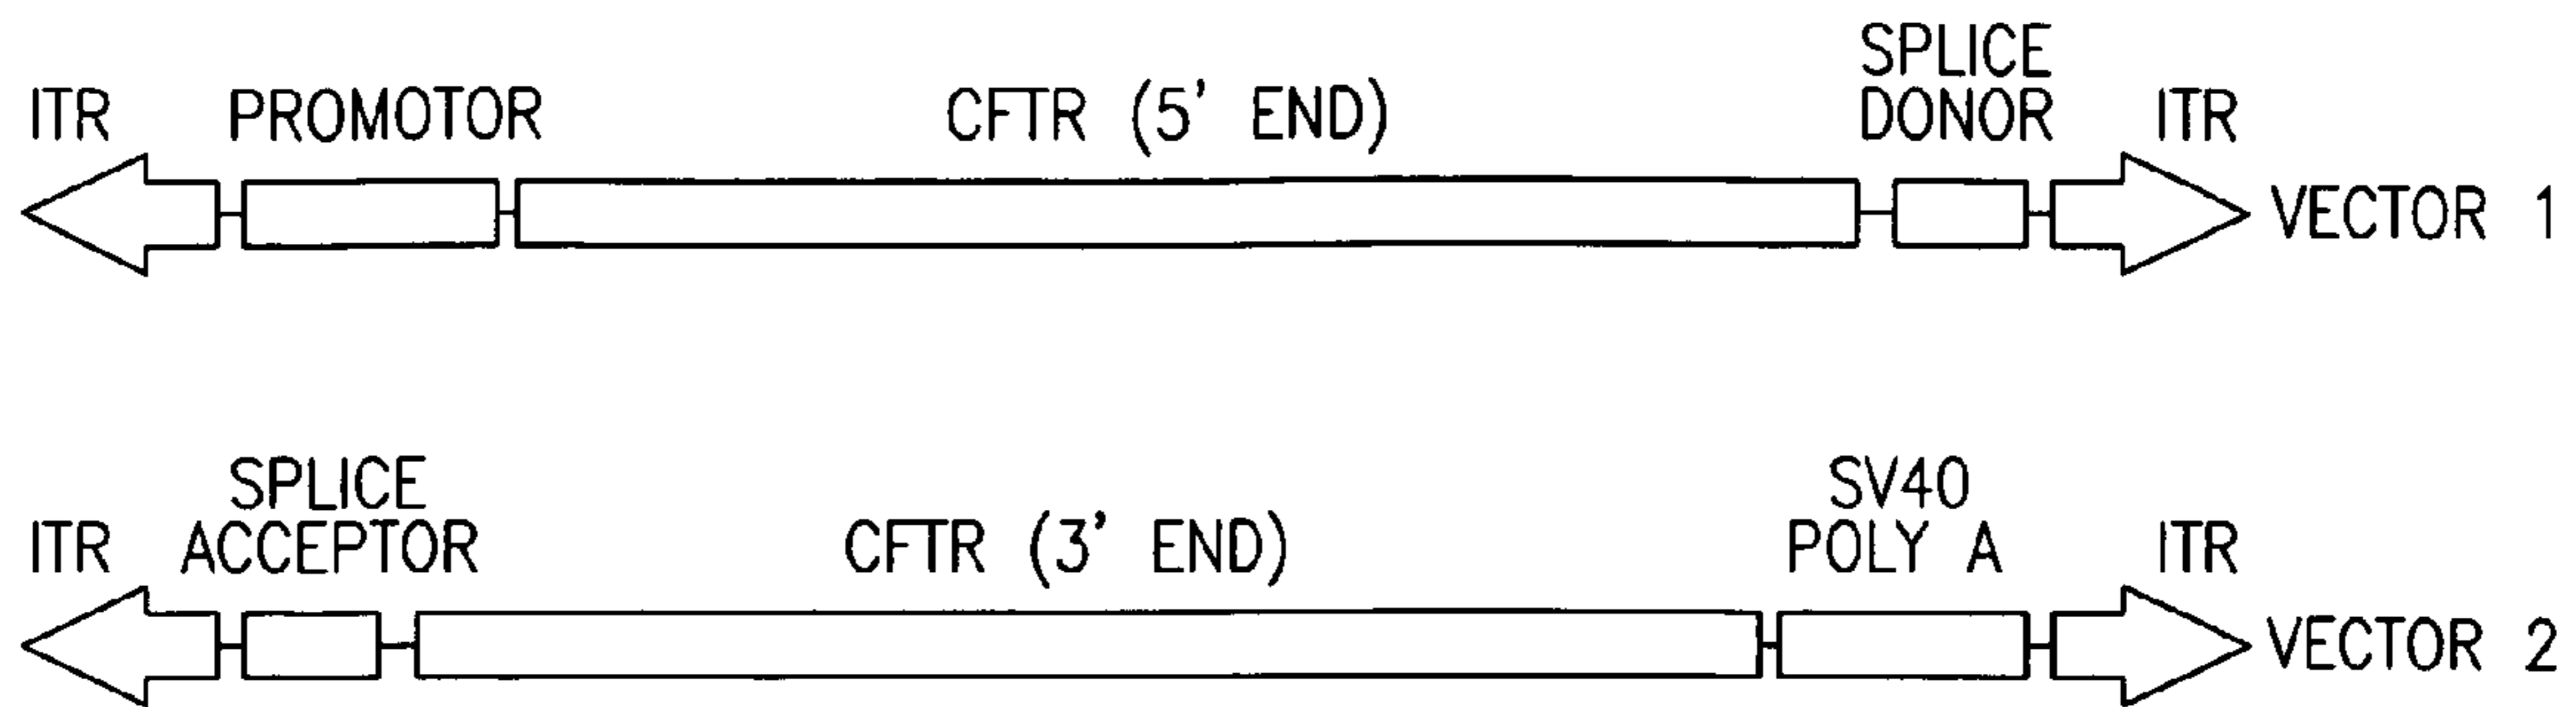 ITR PROMOTOR CFTR (5' END) SPLICE DONOR ITR
VECTOR 1
ITR SPLICE ACCEPTOR CFTR (3' END) SV40 POLY A ITR
VECTOR 2